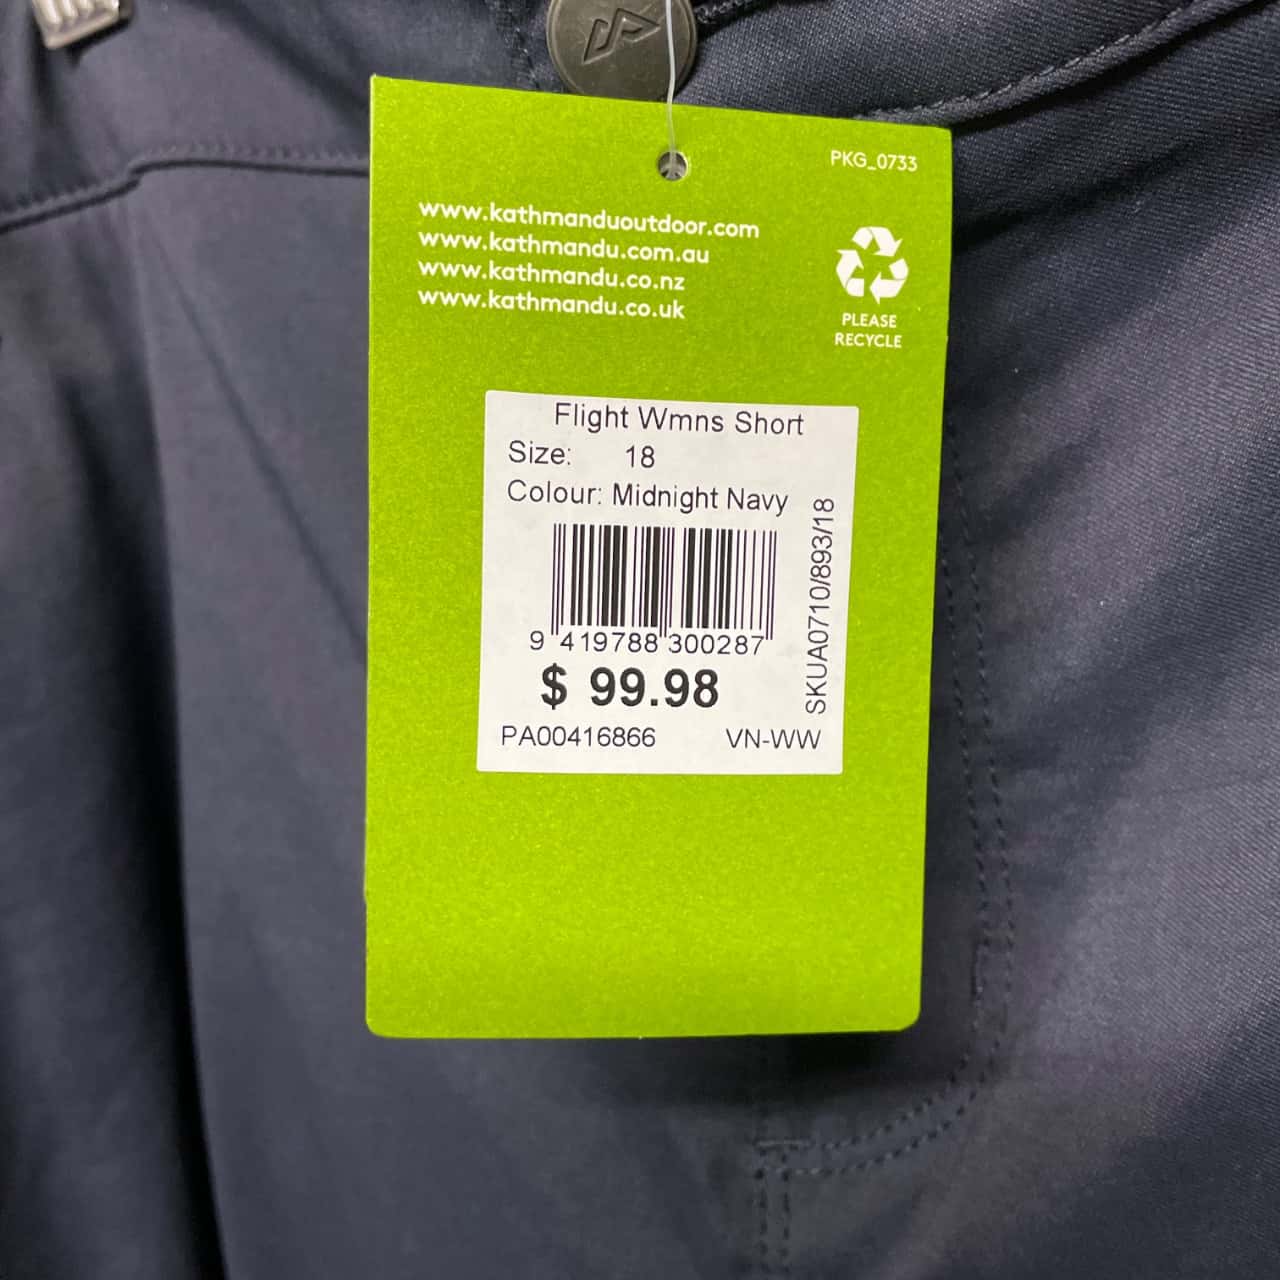 PKG_0733
www.kathmanduoutdoor.com
www.kathmandu.com.au
www.kathmandu.co.nz
www.kathmandu.co.uk
PLEASE
RECYCLE
Flight Wmns Short
Size: 18
Colour: Midnight Navy
9 419788 300287
$ 99.98
PA00416866 VN-WW
SKUA0710/893/18